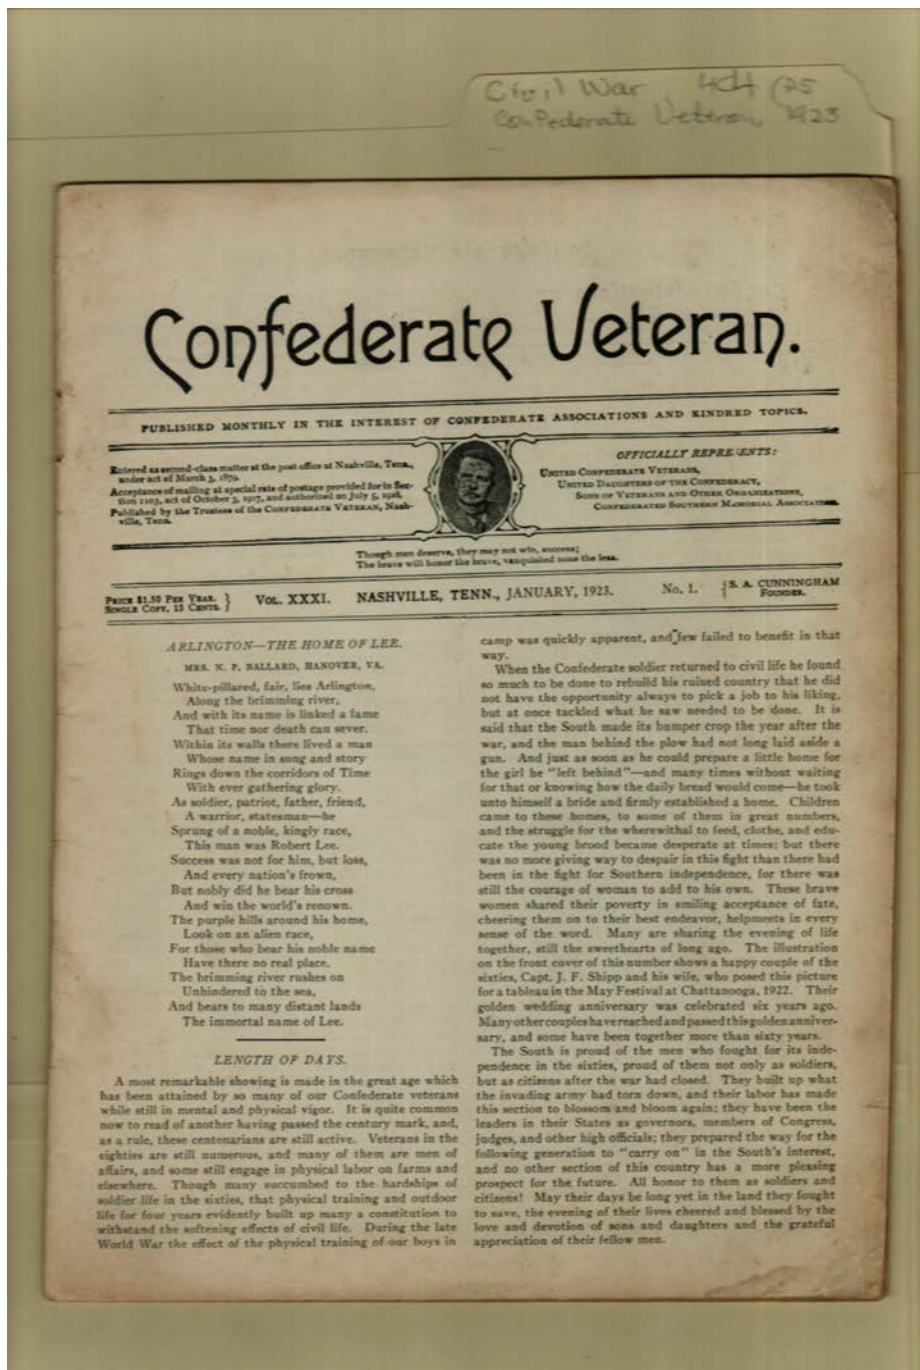 Civil War 4d4 (25
Confederate Veteran 1923
Confederate Veteran.
PUBLISHED MONTHLY IN THE INTEREST OF CONFEDERATE ASSOCIATIONS AND KINDRED TOPICS.
Entered as second-class matter at the post office at Nashville, Tenn.,
under act of March 3, 1879.
Acceptance of mailing at special rate of postage provided for in Sec-
tion 1103, act of October 3, 1917, and authorized on July 5, 1918.
Published by the Trustees of the CONFEDERATE VETERAN, Nash-
ville, Tenn.
OFFICIALLY REPRESENTS:
UNITED CONFEDERATE VETERANS,
UNITED DAUGHTERS OF THE CONFEDERACY,
SONS OF VETERANS AND OTHER ORGANIZATIONS,
CONFEDERATED SOUTHERN MEMORIAL ASSOCIATION.
Though men deserve, they may not win, success;
The brave will honor the brave, vanquished none the less.
PRICE $1.50 PER YEAR.
SINGLE COPY, 15 CENTS.
VOL. XXXI. NASHVILLE, TENN., JANUARY, 1923. No. 1.
S. A. CUNNINGHAM
FOUNDER.
ARLINGTON—THE HOME OF LEE.
MRS. N. P. BALLARD, HANOVER, VA.
White-pillared, fair, lies Arlington,
Along the brimming river,
And with its name is linked a fame
That time nor death can sever.
Within its walls there lived a man
Whose name in song and story
Rings down the corridors of Time
With ever gathering glory.
As soldier, patriot, father, friend,
A warrior, statesman—he
Sprung of a noble, kingly race,
This man was Robert Lee.
Success was not for him, but loss,
And every nation's frown,
But nobly did he bear his cross
And win the world's renown.
The purple hills around his home,
Look on an alien race,
For those who bear his noble name
Have there no real place.
The brimming river rushes on
Unhindered to the sea,
And bears to many distant lands
The immortal name of Lee.
LENGTH OF DAYS.
A most remarkable showing is made in the great age which
has been attained by so many of our Confederate veterans
while still in mental and physical vigor. It is quite common
now to read of another having passed the century mark, and,
as a rule, these centenarians are still active. Veterans in the
eighties are still numerous, and many of them are men of
affairs, and some still engage in physical labor on farms and
elsewhere. Though many succumbed to the hardships of
soldier life in the sixties, that physical training and outdoor
life for four years evidently built up many a constitution to
withstand the softening effects of civil life. During the late
World War the effect of the physical training of our boys in
camp was quickly apparent, and few failed to benefit in that
way.
When the Confederate soldier returned to civil life he found
so much to be done to rebuild his ruined country that he did
not have the opportunity always to pick a job to his liking,
but at once tackled what he saw needed to be done. It is
said that the South made its bumper crop the year after the
war, and the man behind the plow had not long laid aside a
gun. And just as soon as he could prepare a little home for
the girl he "left behind"—and many times without waiting
for that or knowing how the daily bread would come—he took
unto himself a bride and firmly established a home. Children
came to these homes, to some of them in great numbers,
and the struggle for the wherewithal to feed, clothe, and edu-
cate the young brood became desperate at times; but there
was no more giving way to despair in this fight than there had
been in the fight for Southern independence, for there was
still the courage of woman to add to his own. These brave
women shared their poverty in smiling acceptance of fate,
cheering them on to their best endeavor, helpmeets in every
sense of the word. Many are sharing the evening of life
together, still the sweethearts of long ago. The illustration
on the front cover of this number shows a happy couple of the
sixties, Capt. J. F. Shipp and his wife, who posed this picture
for a tableau in the May Festival at Chattanooga, 1922. Their
golden wedding anniversary was celebrated six years ago.
Many other couples have reached and passed this golden anniver-
sary, and some have been together more than sixty years.
The South is proud of the men who fought for its inde-
pendence in the sixties, proud of them not only as soldiers,
but as citizens after the war had closed. They built up what
the invading army had torn down, and their labor has made
this section to blossom and bloom again; they have been the
leaders in their States as governors, members of Congress,
judges, and other high officials; they prepared the way for the
following generation to "carry on" in the South's interest,
and no other section of this country has a more pleasing
prospect for the future. All honor to them as soldiers and
citizens! May their days be long yet in the land they fought
to save, the evening of their lives cheered and blessed by the
love and devotion of sons and daughters and the grateful
appreciation of their fellow men.